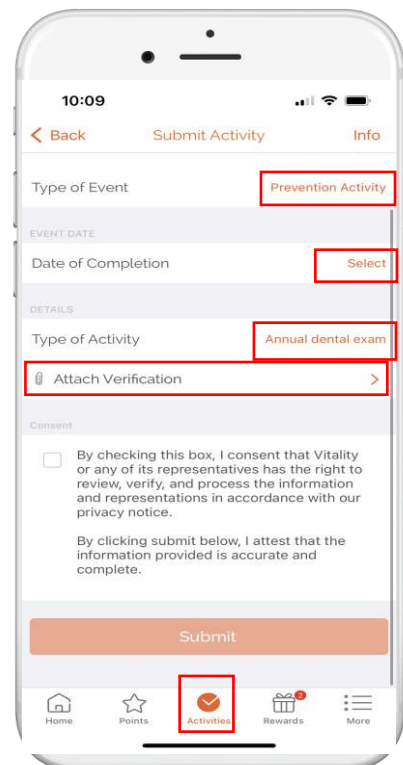 10:09
Back Submit Activity Info
Type of Event Prevention Activity
EVENT DATE
Date of Completion Select
DETAILS
Type of Activity Annual dental exam
Attach Verification
Consent
By checking this box, I consent that Vitality
or any of its representatives has the right to
review, verify, and process the information
and representations in accordance with our
privacy notice.
By clicking submit below, I attest that the
information provided is accurate and
complete.
Submit
2
Home Points Activities Rewards More